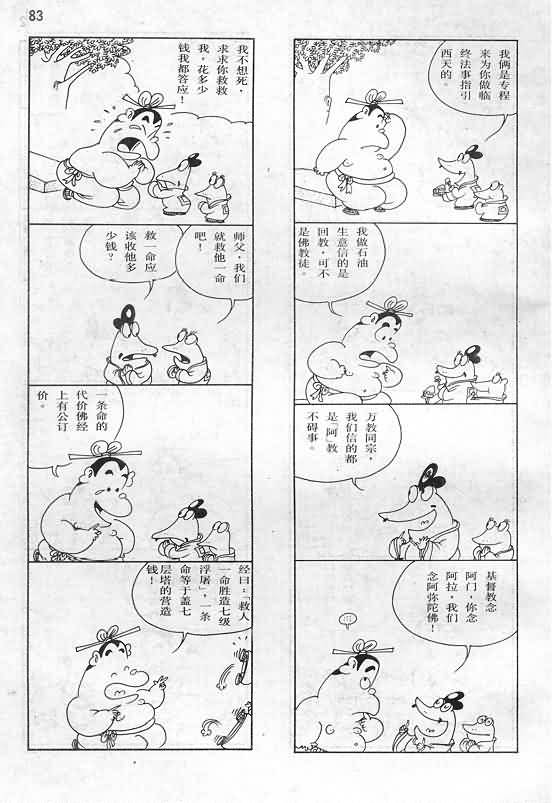 83
我俩是专程
来为你做临
终法事指引
西天的。
我做石油
生意信的是
回教，可不
是佛教徒。
万教同宗，
我们信的都
是「阿」教
不碍事。
基督教念
阿门，你念
阿拉，我们
念阿弥陀佛！
我不想死，
求求你救救
我，花多少
钱我都答应！
师父，我们
就救他一命
吧！
救一命应
该收他多
少钱？
一条命的
代价佛经
上有公订
价。
经曰：「救人
一命胜造七级
浮屠」，一条
命等于盖七
层塔的营造
钱！